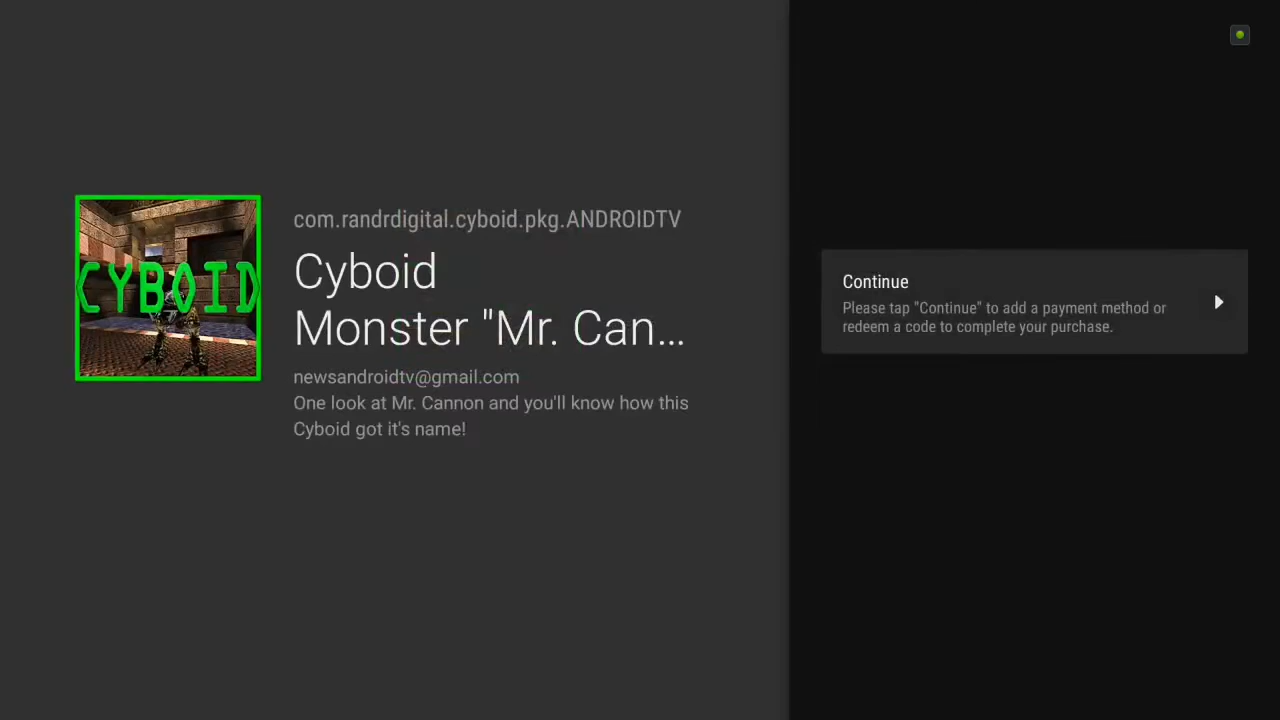 com.randrdigital.cyboid.pkg.ANDROIDTV
Cyboid
Monster "Mr. Can...
newsandroidtv@gmail.com
One look at Mr. Cannon and you'll know how this
Cyboid got it's name!
CYBOID
Continue
Please tap "Continue" to add a payment method or
redeem a code to complete your purchase.